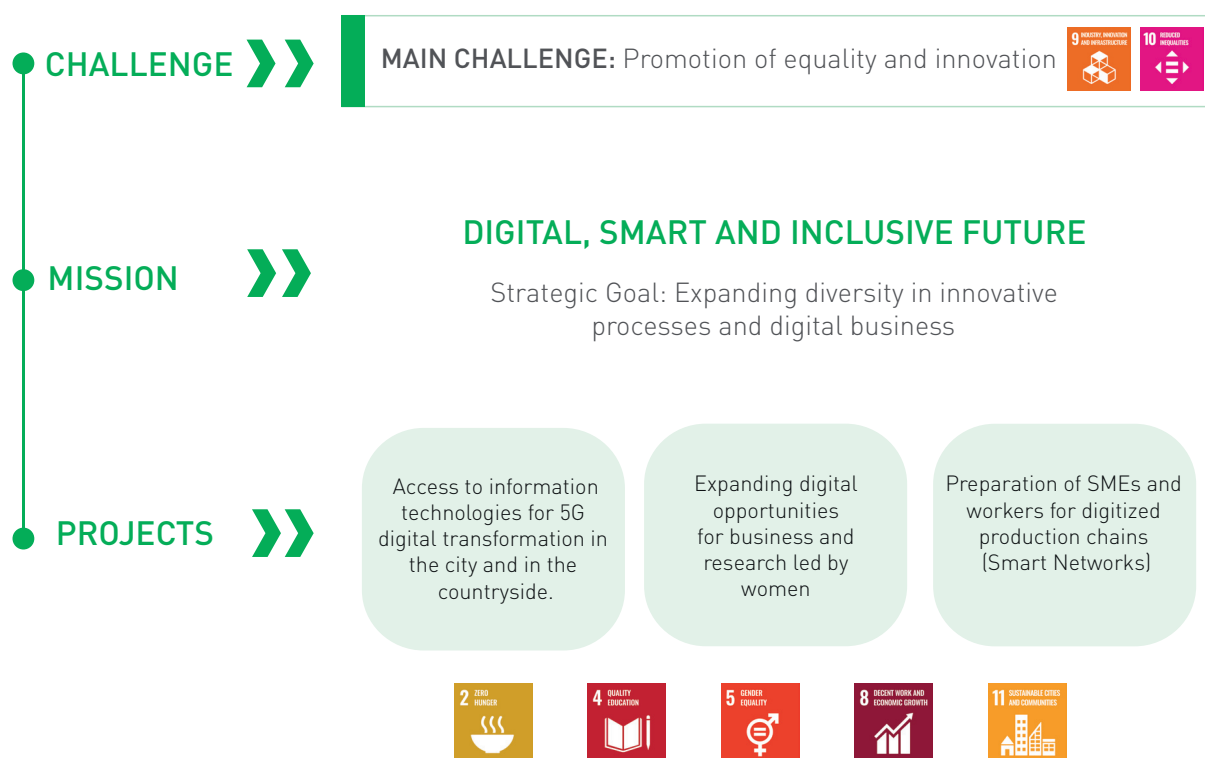 CHALLENGE
MAIN CHALLENGE: Promotion of equality and innovation
9 INDUSTRY, INNOVATION
AND INFRASTRUCTURE
10 REDUCED
INEQUALITIES
MISSION
DIGITAL, SMART AND INCLUSIVE FUTURE
Strategic Goal: Expanding diversity in innovative
processes and digital business
PROJECTS
Access to information
technologies for 5G
digital transformation in
the city and in the
countryside.
Expanding digital
opportunities
for business and
research led by
women
Preparation of SMEs and
workers for digitized
production chains
(Smart Networks)
2 ZERO
HUNGER
4 QUALITY
EDUCATION
5 GENDER
EQUALITY
8 DECENT WORK AND
ECONOMIC GROWTH
11 SUSTAINABLE CITIES
AND COMMUNITIES